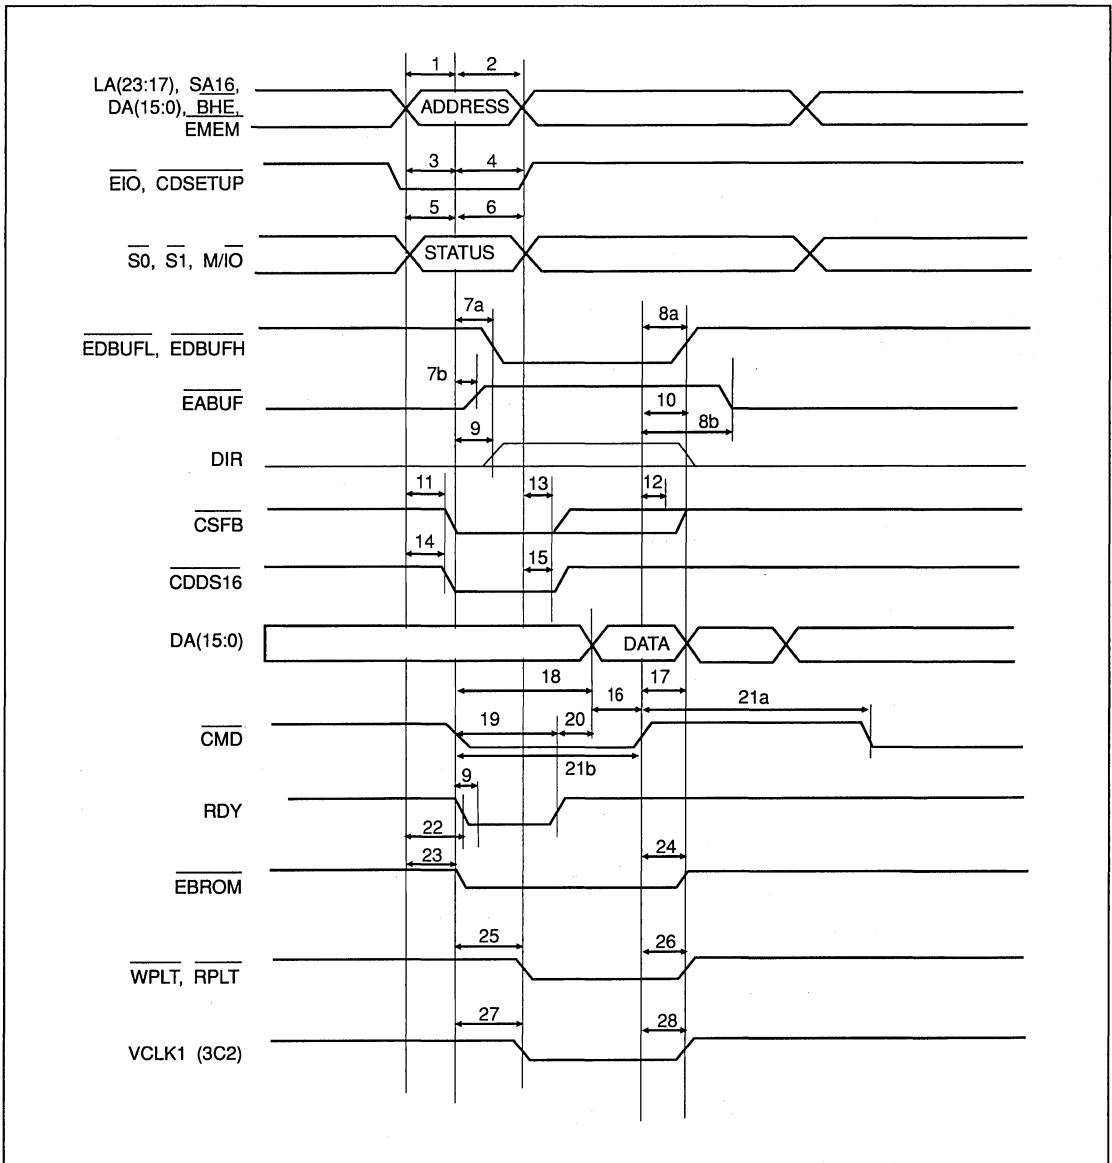 1 2
LA(23:17), SA16,
DA(15:0), BHE,
EMEM
ADDRESS
3 4
EIO, CDSETUP
5 6
S0, S1, M/IO
STATUS
7a 8a
EDBUFL, EDBUFH
7b
EABUF
10
9 8b
DIR
11 13 12
CSFB
14 15
CDDS16
DA(15:0)
DATA
18 17
16 21a
19 20
CMD
21b
9
RDY
22
23 24
EBROM
25 26
WPLT, RPLT
27 28
VCLK1 (3C2)